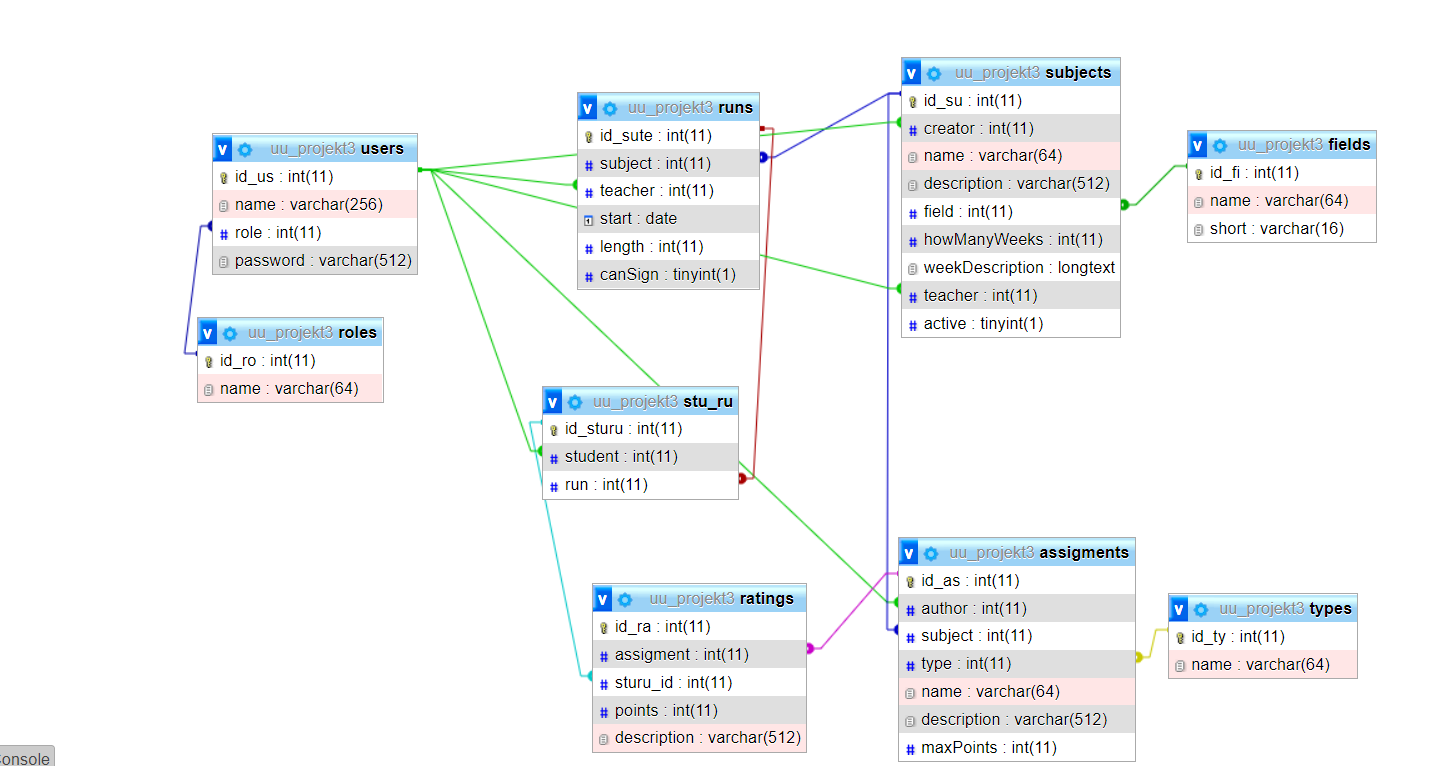 v uu_projekt3 users
id_us : int(11)
name : varchar(256)
# role : int(11)
password : varchar(512)
v uu_projekt3 roles
id_ro : int(11)
name : varchar(64)
v uu_projekt3 runs
id_sute : int(11)
# subject : int(11)
# teacher : int(11)
start : date
# length : int(11)
# canSign : tinyint(1)
v uu_projekt3 stu_ru
id_sturu : int(11)
# student : int(11)
# run : int(11)
v uu_projekt3 ratings
id_ra : int(11)
# assigment : int(11)
# sturu_id : int(11)
# points : int(11)
description : varchar(512)
v uu_projekt3 subjects
id_su : int(11)
# creator : int(11)
name : varchar(64)
description : varchar(512)
# field : int(11)
# howManyWeeks : int(11)
weekDescription : longtext
# teacher : int(11)
# active : tinyint(1)
v uu_projekt3 fields
id_fi : int(11)
name : varchar(64)
short : varchar(16)
v uu_projekt3 assigments
id_as : int(11)
# author : int(11)
# subject : int(11)
# type : int(11)
name : varchar(64)
description : varchar(512)
# maxPoints : int(11)
v uu_projekt3 types
id_ty : int(11)
name : varchar(64)
onsole